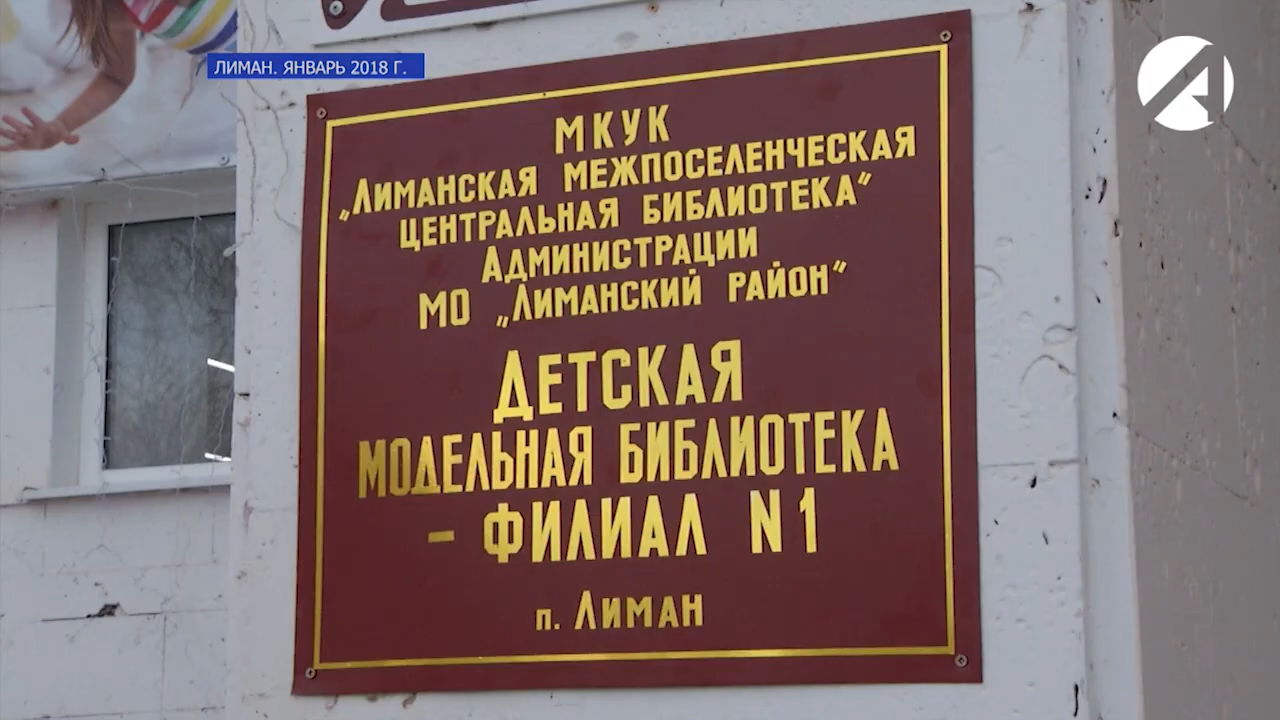 ЛИМАН. ЯНВАРЬ 2018 Г.
МКУК
„Лиманская межпоселенческая
центральная библиотека“
Администрации
МО „Лиманский район“
ДЕТСКАЯ
МОДЕЛЬНАЯ БИБЛИОТЕКА
– ФИЛИАЛ N1
п. Лиман